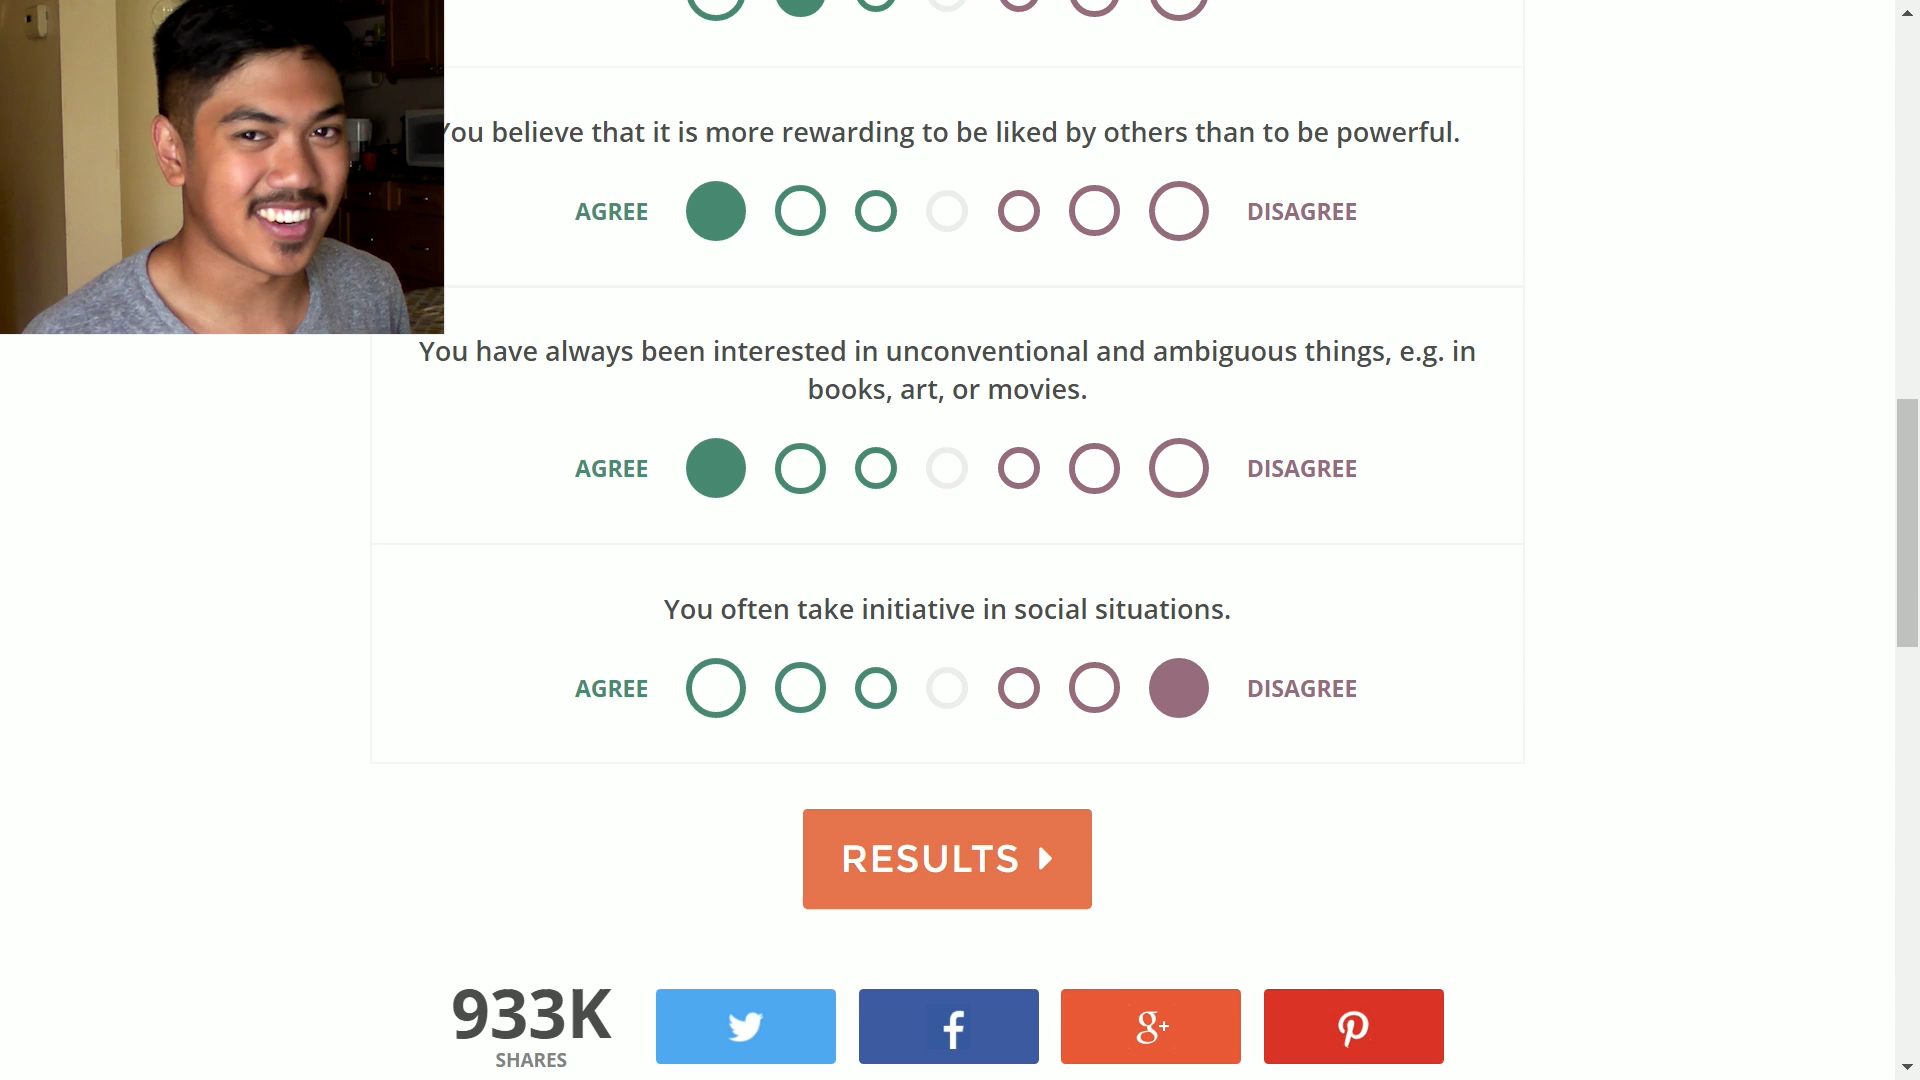 You believe that it is more rewarding to be liked by others than to be powerful.
AGREE DISAGREE
You have always been interested in unconventional and ambiguous things, e.g. in
books, art, or movies.
AGREE DISAGREE
You often take initiative in social situations.
AGREE DISAGREE
RESULTS
933K
SHARES
f
g+